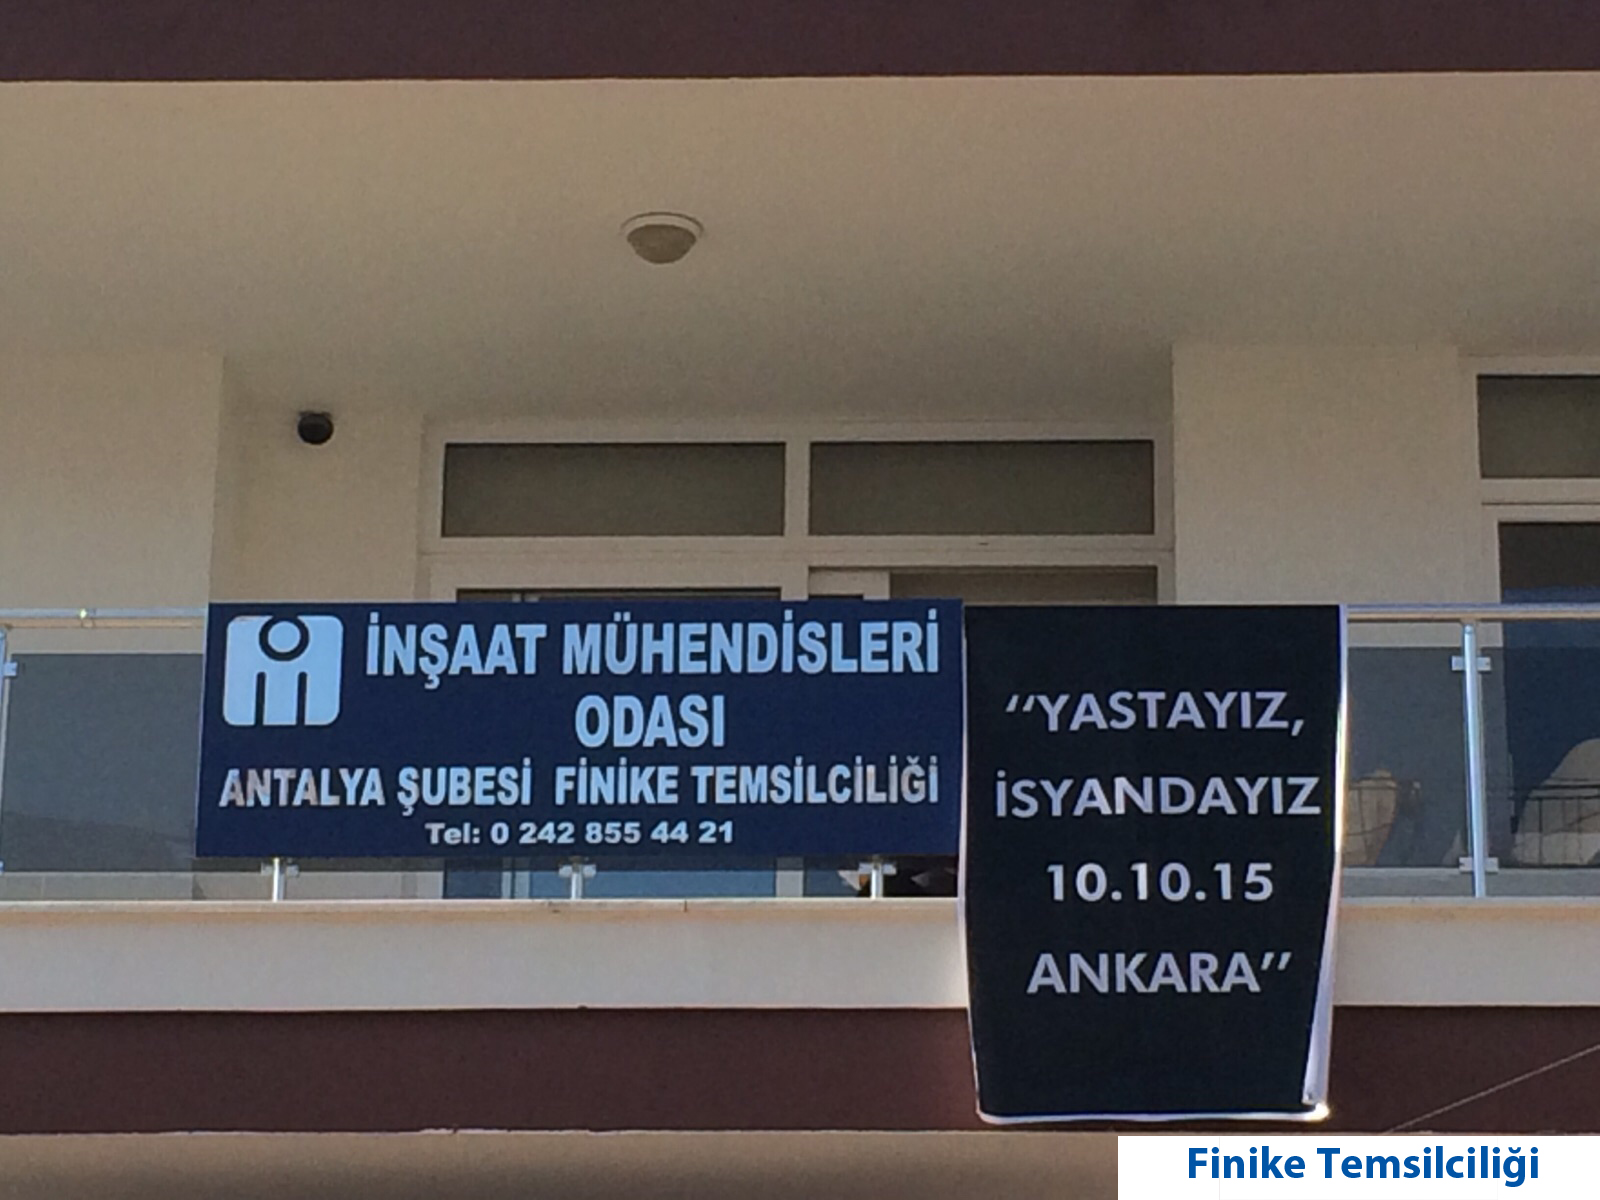 İNŞAAT MÜHENDİSLERİ
ODASI
ANTALYA ŞUBESİ FİNİKE TEMSİLCİLİĞİ
Tel: 0 242 855 44 21
‘‘YASTAYIZ,
İSYANDAYIZ
10.10.15
ANKARA’’
Finike Temsilciliği